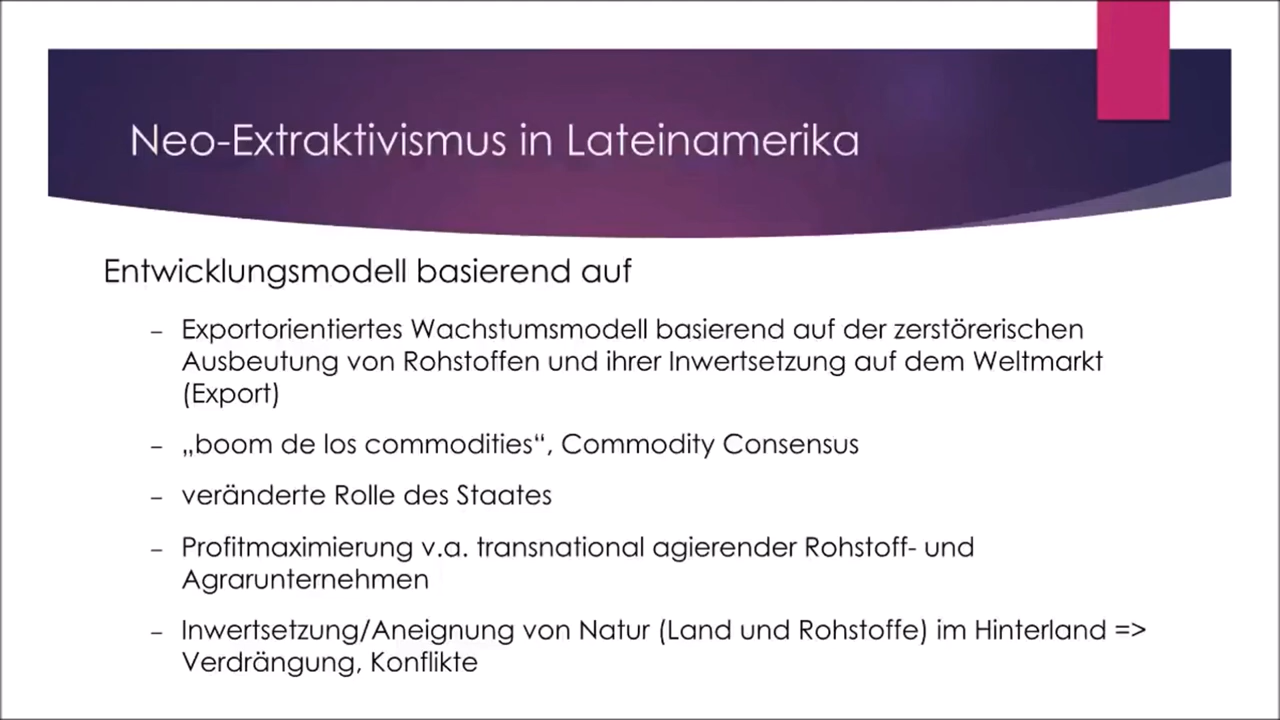 Neo-Extraktivismus in Lateinamerika
Entwicklungsmodell basierend auf
– Exportorientiertes Wachstumsmodell basierend auf der zerstörerischen
Ausbeutung von Rohstoffen und ihrer Inwertsetzung auf dem Weltmarkt
(Export)
– „boom de los commodities“, Commodity Consensus
– veränderte Rolle des Staates
– Profitmaximierung v.a. transnational agierender Rohstoff- und
Agrarunternehmen
– Inwertsetzung/Aneignung von Natur (Land und Rohstoffe) im Hinterland =>
Verdrängung, Konflikte